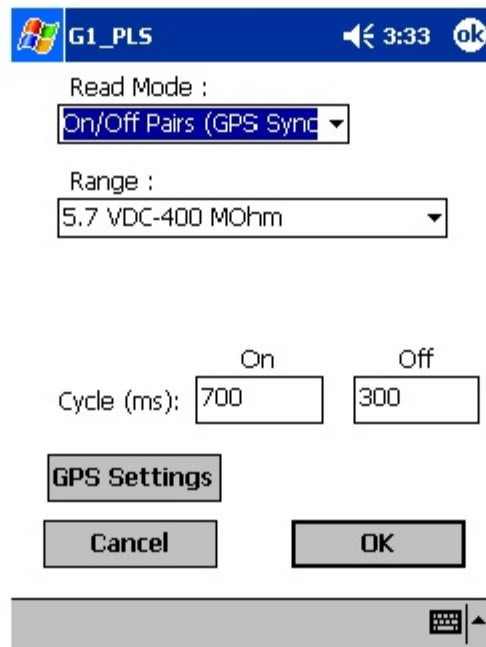 G1_PLS 3:33 ok
Read Mode :
On/Off Pairs (GPS Sync
Range :
5.7 VDC-400 MOhm
On Off
Cycle (ms): 700 300
GPS Settings
Cancel OK